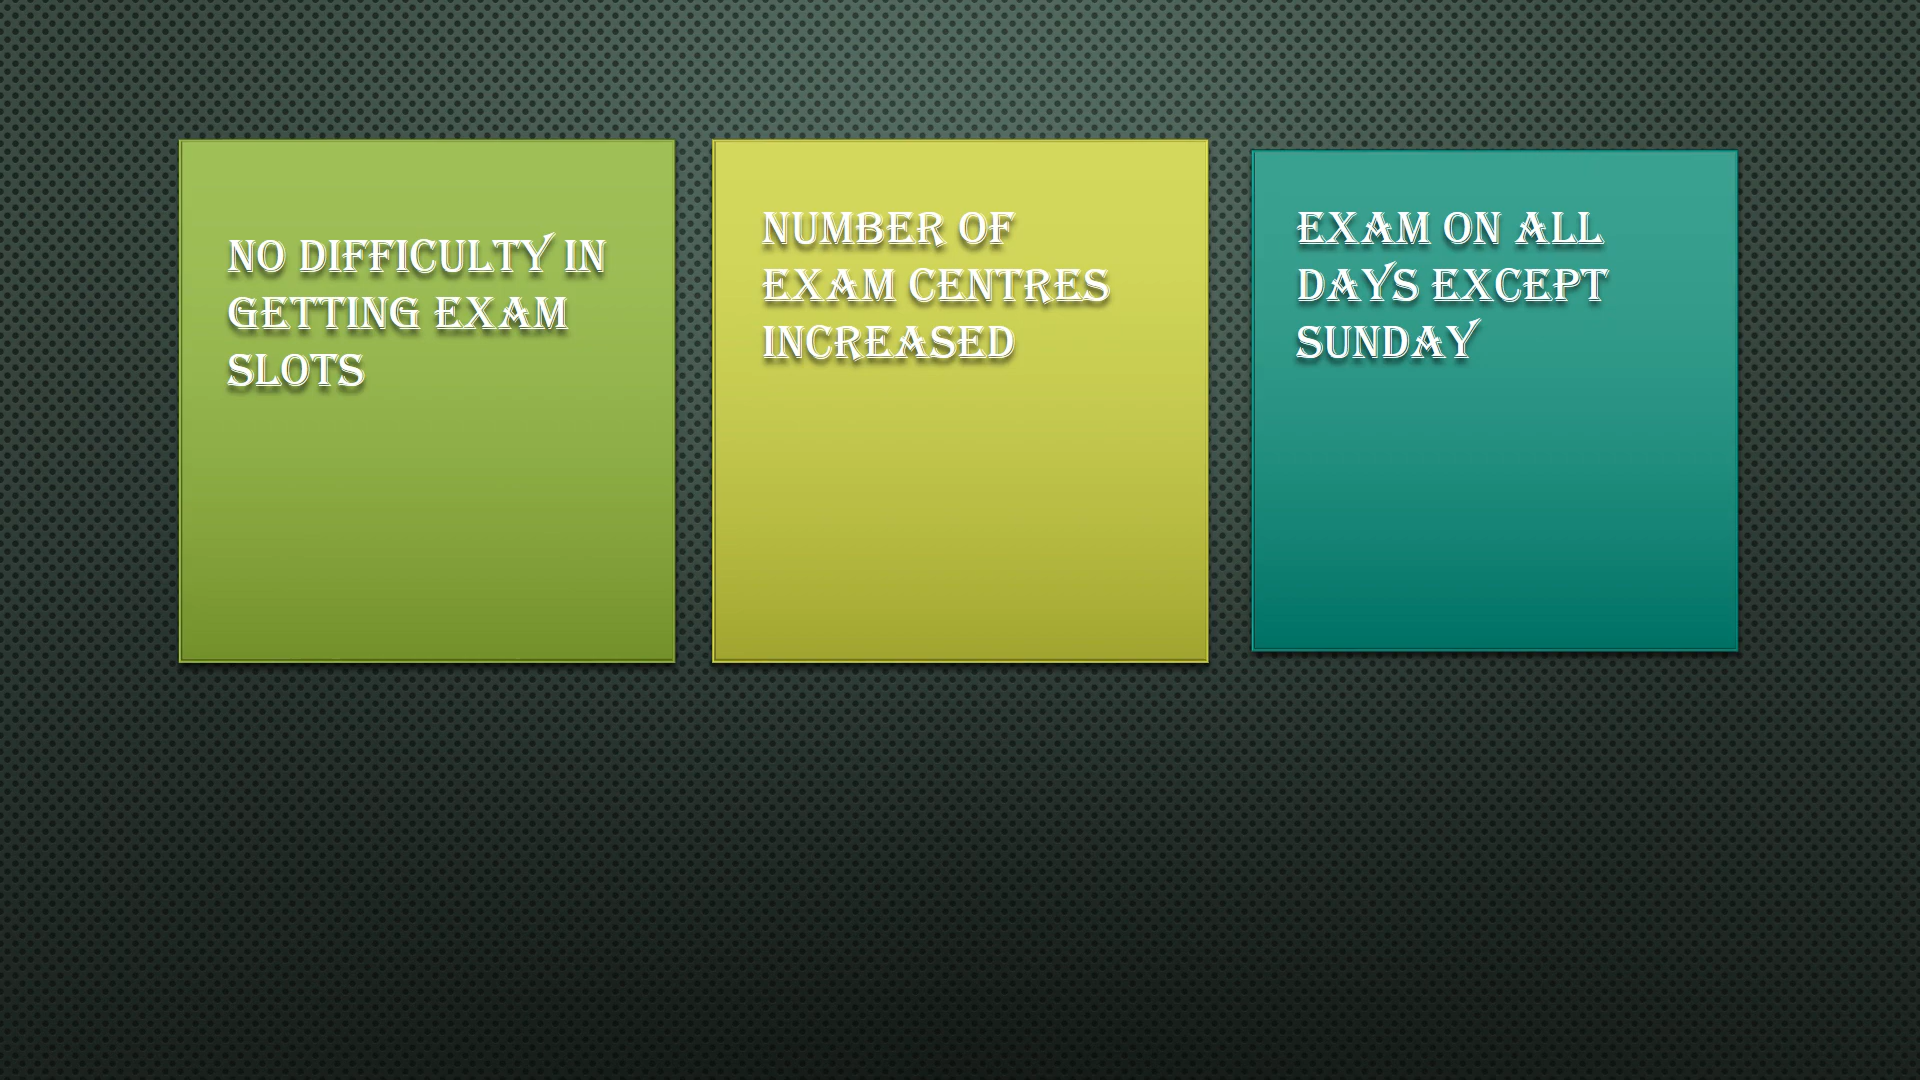 NO DIFFICULTY IN
GETTING EXAM
SLOTS
NUMBER OF
EXAM CENTRES
INCREASED
EXAM ON ALL
DAYS EXCEPT
SUNDAY